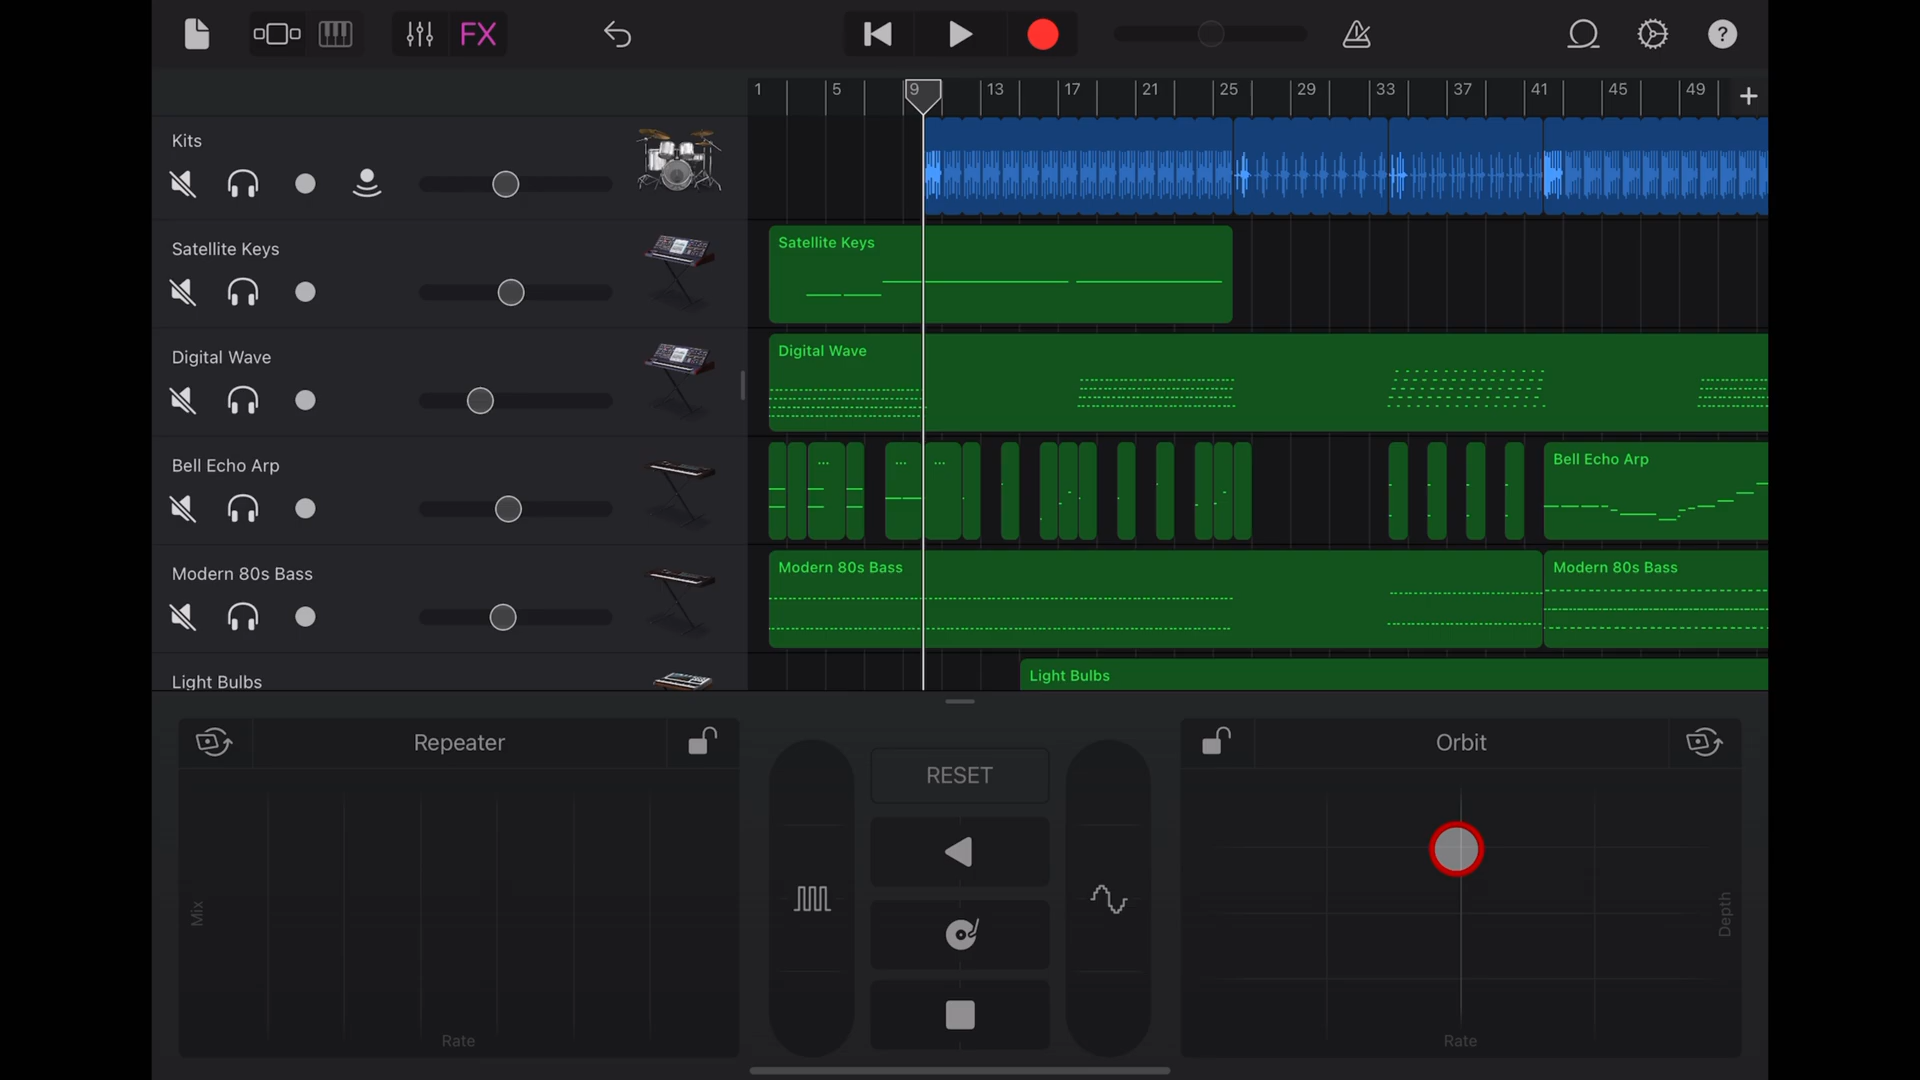 FX
?
1 5 9 13 17 21 25 29 33 37 41 45 49 +
Kits
Satellite Keys
Satellite Keys
Digital Wave
Digital Wave
Bell Echo Arp
... ... ...
Bell Echo Arp
Modern 80s Bass
Modern 80s Bass
Modern 80s Bass
Light Bulbs
Light Bulbs
Repeater
Mix
Rate
RESET
Orbit
Depth
Rate